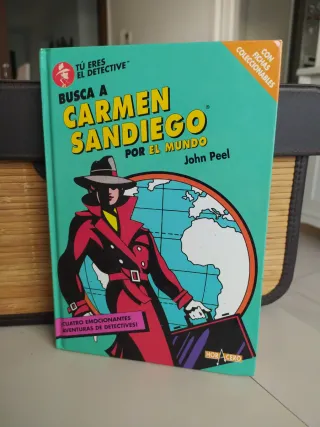 TÚ ERES
EL DETECTIVE™
CON
FICHAS
COLECCIONABLES
BUSCA A
CARMEN
SANDIEGO®
POR EL MUNDO
John Peel
¡CUATRO EMOCIONANTES
AVENTURAS DE DETECTIVES!